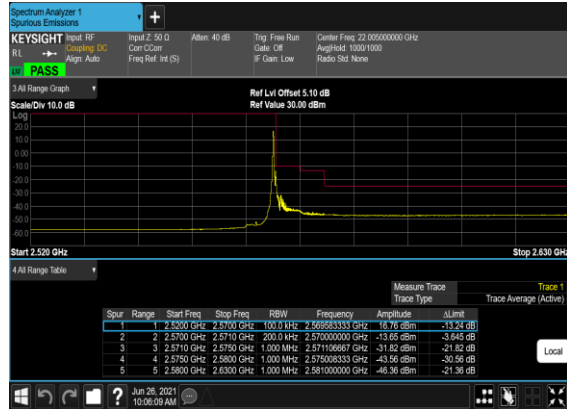 Spectrum Analyzer 1
Spurious Emissions
+
KEYSIGHT Input: RF Input Z: 50 Ω Atten: 40 dB Trig: Free Run Center Freq: 22.005000000 GHz
RL Coupling: DC Corr CCorr Gate: Off Avg|Hold: 1000/1000
Align: Auto Freq Ref: Int (S) IF Gain: Low Radio Std: None
PASS
3 All Range Graph
Ref Lvl Offset 5.10 dB
Scale/Div 10.0 dB Ref Value 30.00 dBm
Log
20.0
10.0
0.00
-10.0
-20.0
-30.0
-40.0
-50.0
-60.0
Start 2.520 GHz Stop 2.630 GHz
4 All Range Table
Measure Trace Trace 1
Trace Type Trace Average (Active)
Spur Range Start Freq Stop Freq RBW Frequency Amplitude ΔLimit
1 1 2.5200 GHz 2.5700 GHz 100.0 kHz 2.569583333 GHz 16.76 dBm -13.24 dB
2 2 2.5700 GHz 2.5710 GHz 200.0 kHz 2.570000000 GHz -13.65 dBm -3.645 dB
3 3 2.5710 GHz 2.5750 GHz 1.000 MHz 2.571106667 GHz -31.82 dBm -21.82 dB
4 4 2.5750 GHz 2.5800 GHz 1.000 MHz 2.575008333 GHz -43.56 dBm -30.56 dB
5 5 2.5800 GHz 2.6300 GHz 1.000 MHz 2.581000000 GHz -46.36 dBm -21.36 dB
Local
? Jun 26, 2021
10:06:09 AM